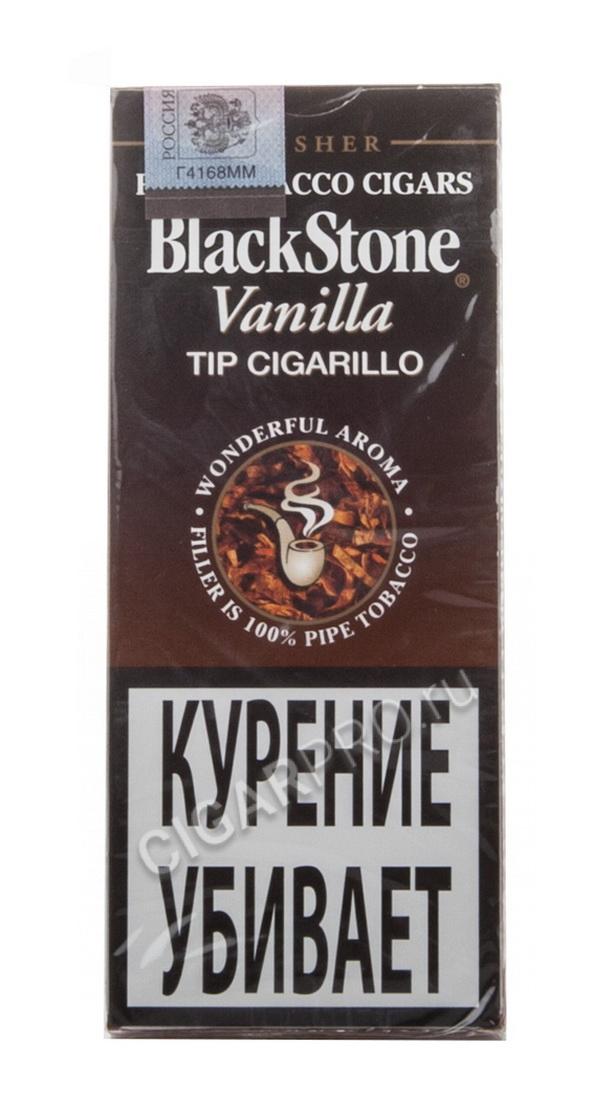 РОССИЯ
Г4168ММ
SHER
TOBACCO CIGARS
BlackStone®
Vanilla
TIP CIGARILLO
• WONDERFUL AROMA •
FILLER IS 100% PIPE TOBACCO
КУРЕНИЕ
УБИВАЕТ
CIGARPRO.ru